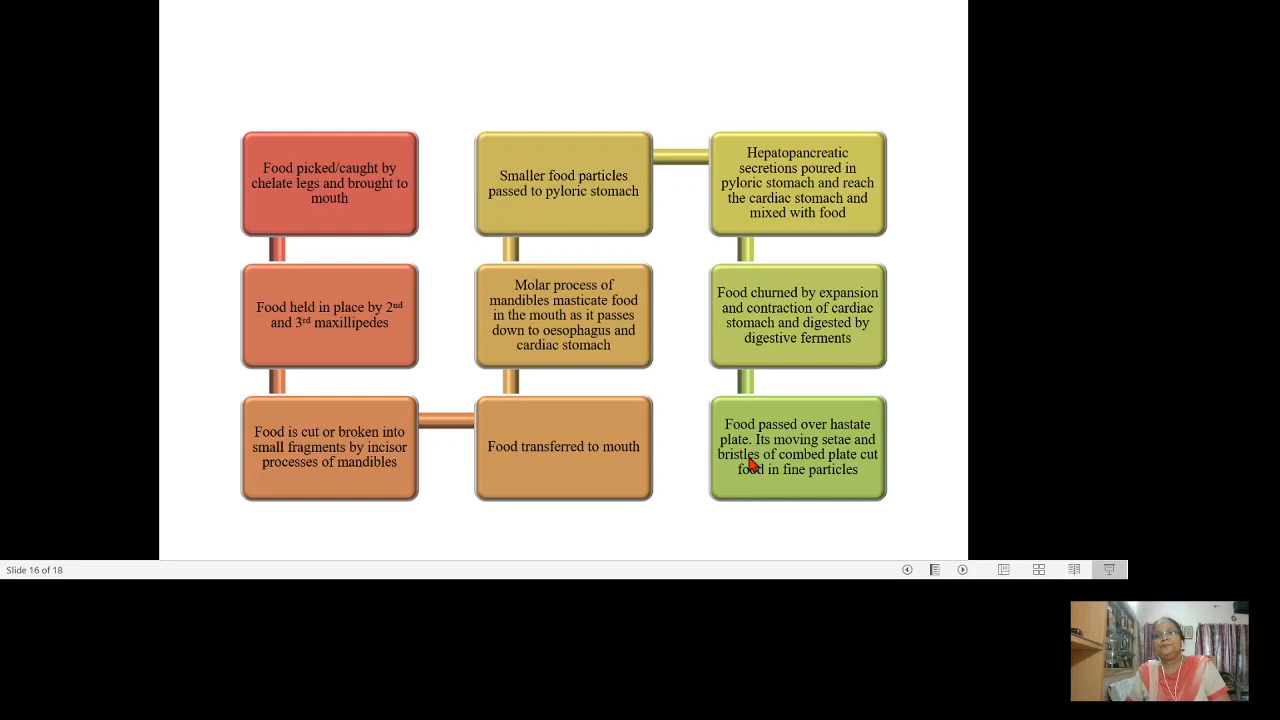 Food picked/caught by
chelate legs and brought to
mouth
Food held in place by 2nd
and 3rd maxillipedes
Food is cut or broken into
small fragments by incisor
processes of mandibles
Food transferred to mouth
Molar process of
mandibles masticate food
in the mouth as it passes
down to oesophagus and
cardiac stomach
Smaller food particles
passed to pyloric stomach
Hepatopancreatic
secretions poured in
pyloric stomach and reach
the cardiac stomach and
mixed with food
Food churned by expansion
and contraction of cardiac
stomach and digested by
digestive ferments
Food passed over hastate
plate. Its moving setae and
bristles of combed plate cut
food in fine particles
Slide 16 of 18